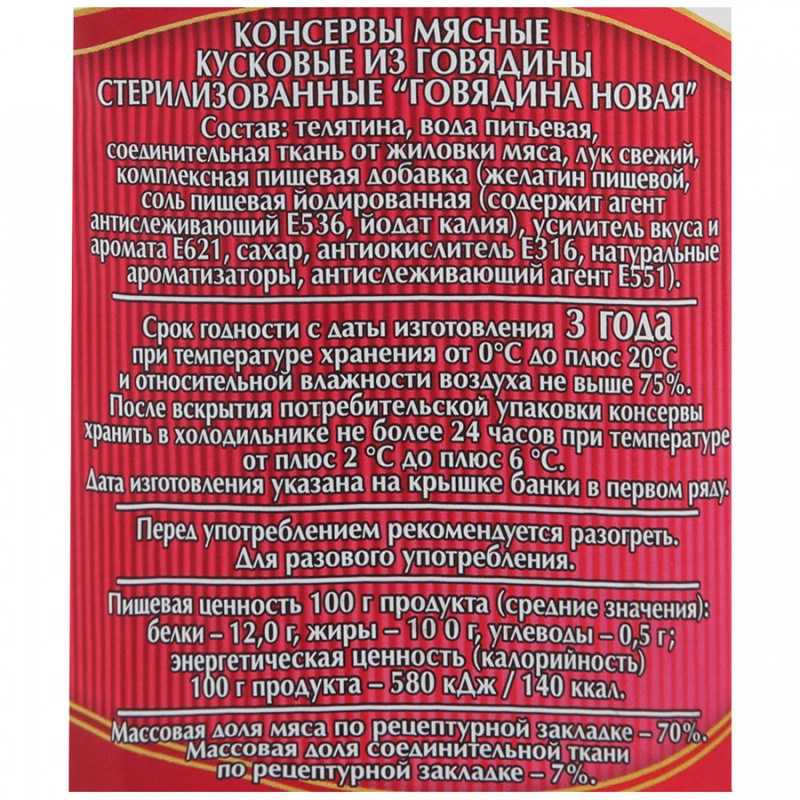 КОНСЕРВЫ МЯСНЫЕ
КУСКОВЫЕ ИЗ ГОВЯДИНЫ
СТЕРИЛИЗОВАННЫЕ “ГОВЯДИНА НОВАЯ”
Состав: телятина, вода питьевая,
соединительная ткань от жиловки мяса, лук свежий,
комплексная пищевая добавка (желатин пищевой,
соль пищевая йодированная (содержит агент
антислеживающий Е536, йодат калия), усилитель вкуса и
аромата Е621, сахар, антиокислитель Е316, натуральные
ароматизаторы, антислеживающий агент Е551).
Срок годности с даты изготовления 3 ГОДА
при температуре хранения от 0°С до плюс 20°С
и относительной влажности воздуха не выше 75%.
После вскрытия потребительской упаковки консервы
хранить в холодильнике не более 24 часов при температуре
от плюс 2 °С до плюс 6 °С.
Дата изготовления указана на крышке банки в первом ряду.
Перед употреблением рекомендуется разогреть.
Для разового употребления.
Пищевая ценность 100 г продукта (средние значения):
белки – 12,0 г, жиры – 10 0 г, углеводы – 0,5 г;
энергетическая ценность (калорийность)
100 г продукта – 580 кДж / 140 ккал.
Массовая доля мяса по рецептурной закладке – 70%.
Массовая доля соединительной ткани
по рецептурной закладке – 7%.